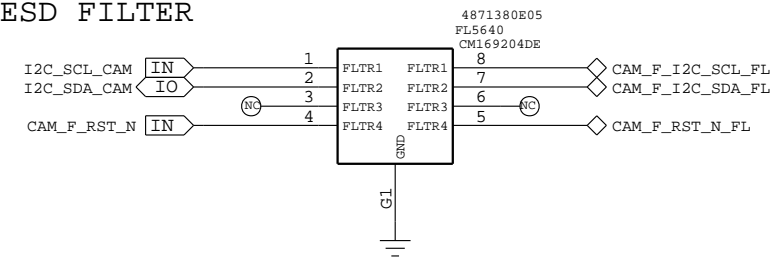 ESD FILTER
4871380E05
FL5640
CM169204DE
I2C_SCL_CAM IN 1 FLTR1 FLTR1 8 CAM_F_I2C_SCL_FL
I2C_SDA_CAM IO 2 FLTR2 FLTR2 7 CAM_F_I2C_SDA_FL
NC 3 FLTR3 FLTR3 6 NC
CAM_F_RST_N IN 4 FLTR4 FLTR4 5 CAM_F_RST_N_FL
GND
G1